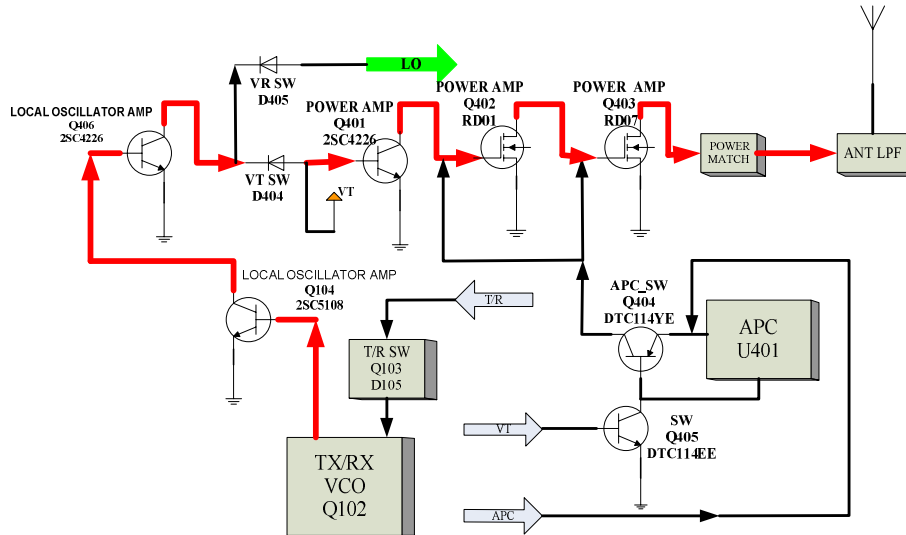 LO
VR SW
D405
LOCAL OSCILLATOR AMP
Q406
2SC4226
POWER AMP
Q401
2SC4226
POWER AMP
Q402
RD01
POWER AMP
Q403
RD07
POWER
MATCH
ANT LPF
VT SW
D404
VT
LOCAL OSCILLATOR AMP
Q104
2SC5108
T/R
APC_SW
Q404
DTC114YE
APC
U401
T/R SW
Q103
D105
VT
SW
Q405
DTC114EE
TX/RX
VCO
Q102
APC